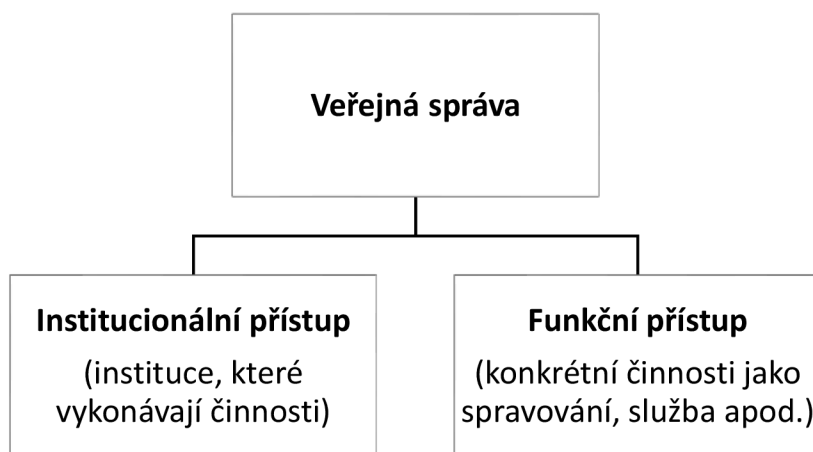 Veřejná správa
Institucionální přístup
(instituce, které
vykonávají činnosti)
Funkční přístup
(konkrétní činnosti jako
spravování, služba apod.)